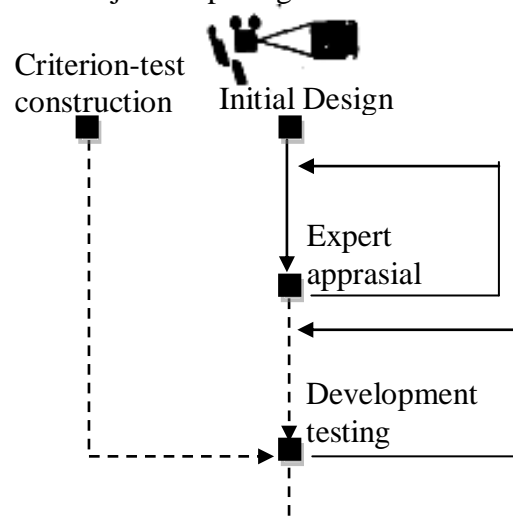 Criterion-test
construction
Initial Design
Expert
apprasial
Development
testing